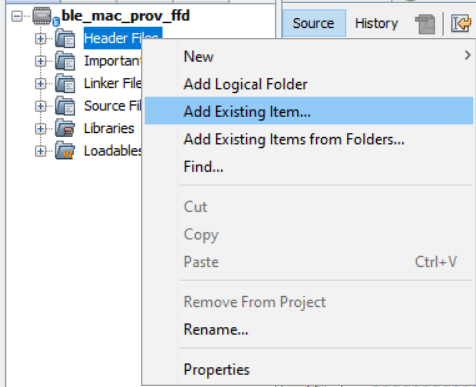 ble_mac_prov_ffd
Source History
Header Files
Important
Linker File
Source Fil
Libraries
Loadables
New
Add Logical Folder
Add Existing Item...
Add Existing Items from Folders...
Find...
Cut
Copy
Paste Ctrl+V
Remove From Project
Rename...
Properties